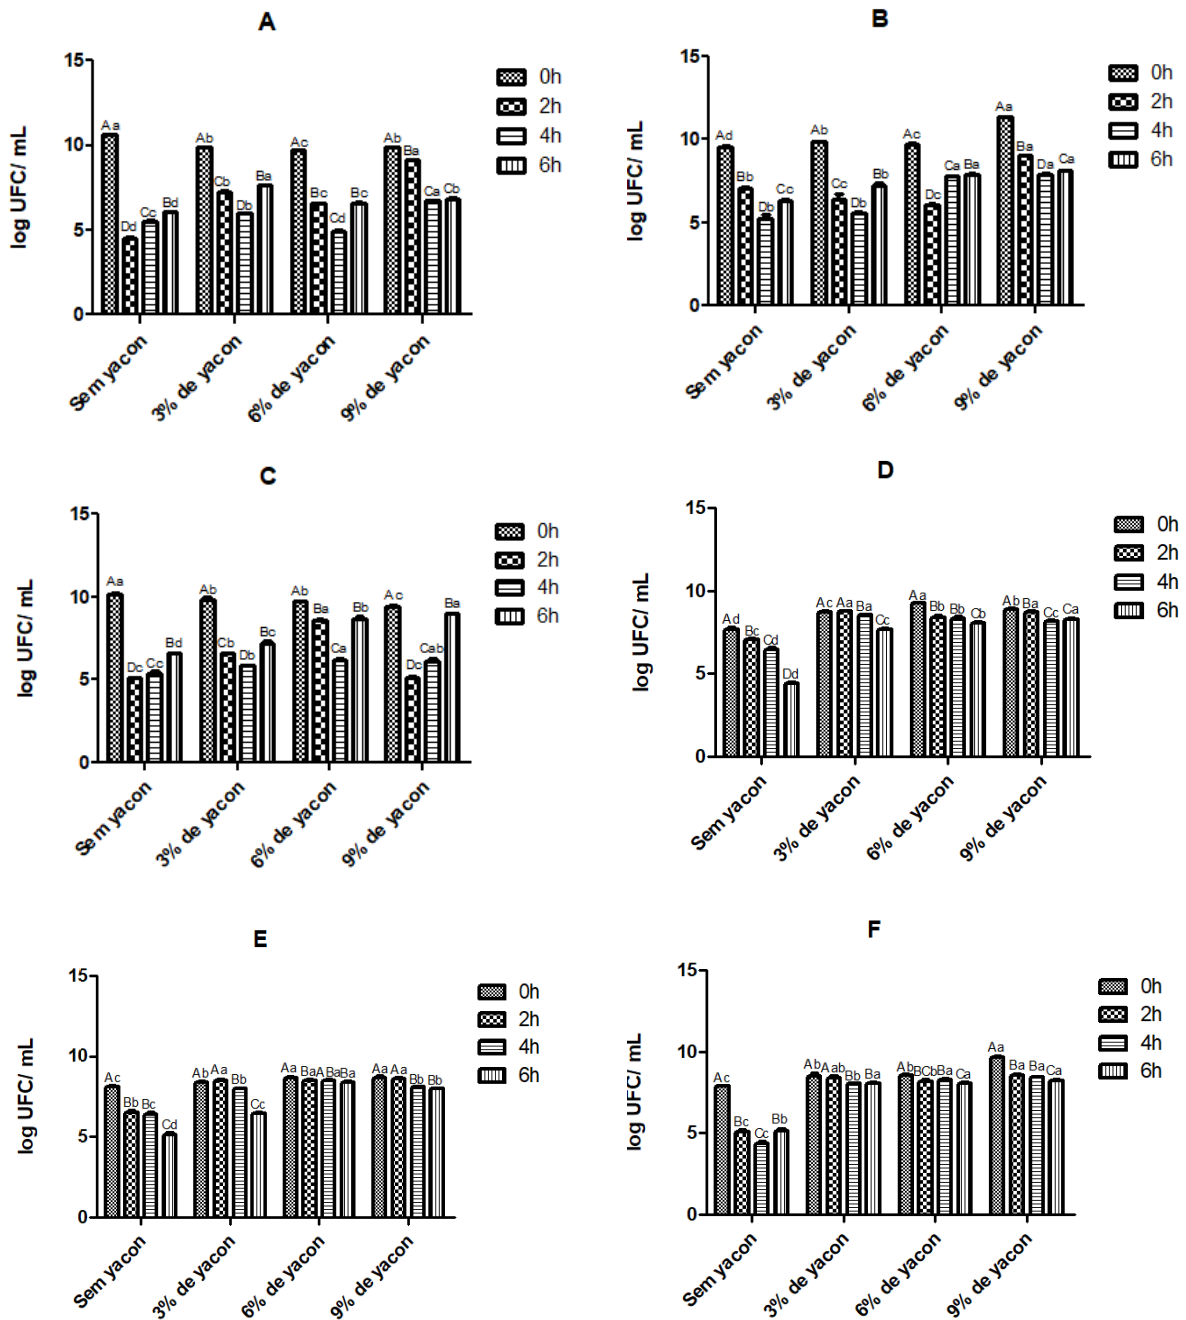 A
log UFC/ mL
15
10
5
0
Aa
Dd
Cc
Bd
Ab
Cb
Db
Ba
Ac
Bc
Cd
Bc
Ab
Ba
Ca
Cb
Sem yacon
3% de yacon
6% de yacon
9% de yacon
0h
2h
4h
6h
B
log UFC/ mL
15
10
5
0
Ad
Bb
Db
Cc
Ab
Cc
Db
Bb
Ac
Dc
Ca
Ba
Aa
Ba
Da
Ca
Sem yacon
3% de yacon
6% de yacon
9% de yacon
0h
2h
4h
6h
C
log UFC/ mL
15
10
5
0
Aa
Dc
Cc
Bd
Ab
Cb
Db
Bc
Ab
Ba
Ca
Bb
Ac
Dc
Cab
Ba
Sem yacon
3% de yacon
6% de yacon
9% de yacon
0h
2h
4h
6h
D
log UFC/ mL
15
10
5
0
Ad
Bc
Cd
Dd
Ac
Aa
Ba
Cc
Aa
Bb
Bb
Cb
Ab
Ba
Cc
Ca
Sem yacon
3% de yacon
6% de yacon
9% de yacon
0h
2h
4h
6h
E
log UFC/ mL
15
10
5
0
Ac
Bb
Bc
Cd
Ab
Aa
Bb
Cc
Aa
BaABaBa
Aa
Aa
Bb
Bb
Sem yacon
3% de yacon
6% de yacon
9% de yacon
0h
2h
4h
6h
F
log UFC/ mL
15
10
5
0
Ac
Bc
Cc
Bb
Ab
Aab
Bb
Ba
Ab
BCb
Ba
Ca
Aa
Ba
Ba
Ca
Sem yacon
3% de yacon
6% de yacon
9% de yacon
0h
2h
4h
6h